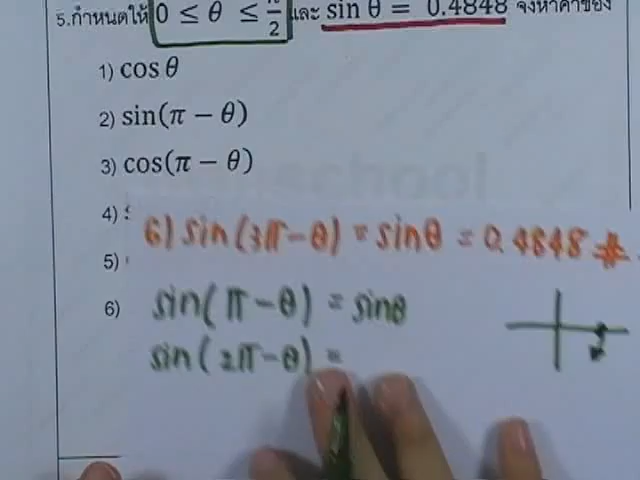 5.กำหนดให้ 0 ≤ θ ≤ π/2 และ sin θ = 0.4848 จงหาค่าของ
1) cos θ
2) sin(π − θ)
3) cos(π − θ)
4)
6) sin(3π−θ) = sinθ = 0.4848 #
5)
6) sin(π−θ) = sinθ
sin(2π−θ) =